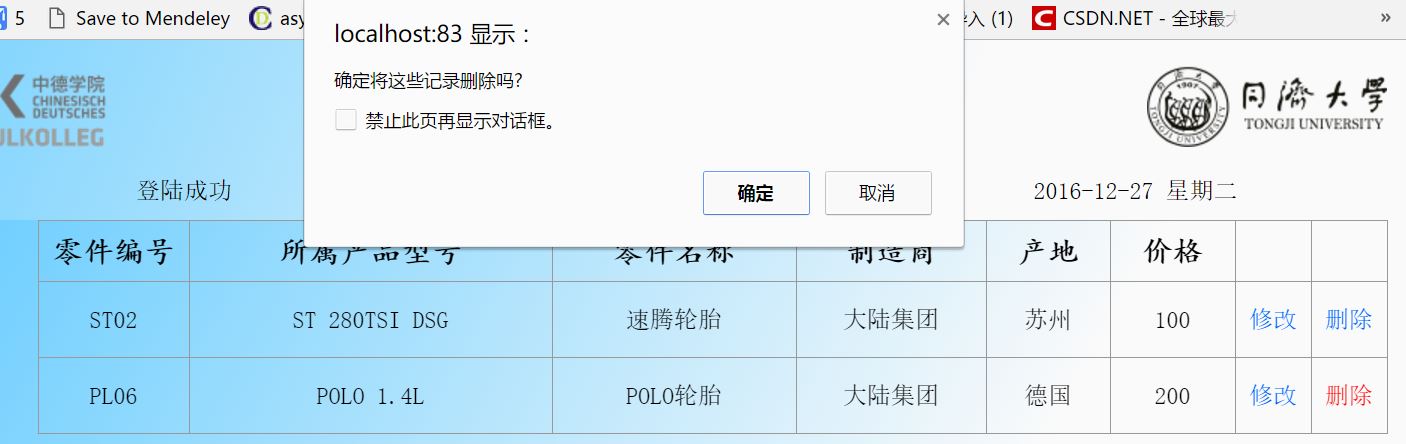 5 Save to Mendeley asy
导入 (1) CSDN.NET - 全球最大
localhost:83 显示：
确定将这些记录删除吗?
禁止此页再显示对话框。
确定 取消
中德学院
CHINESISCH
DEUTSCHES
ULKOLLEG
1907
TONGJI UNIVERSITY
同濟大学
TONGJI UNIVERSITY
登陆成功 2016-12-27 星期二
零件编号 所属产品型号 零件名称 制造商 产地 价格
ST02 ST 280TSI DSG 速腾轮胎 大陆集团 苏州 100 修改 删除
PL06 POLO 1.4L POLO轮胎 大陆集团 德国 200 修改 删除